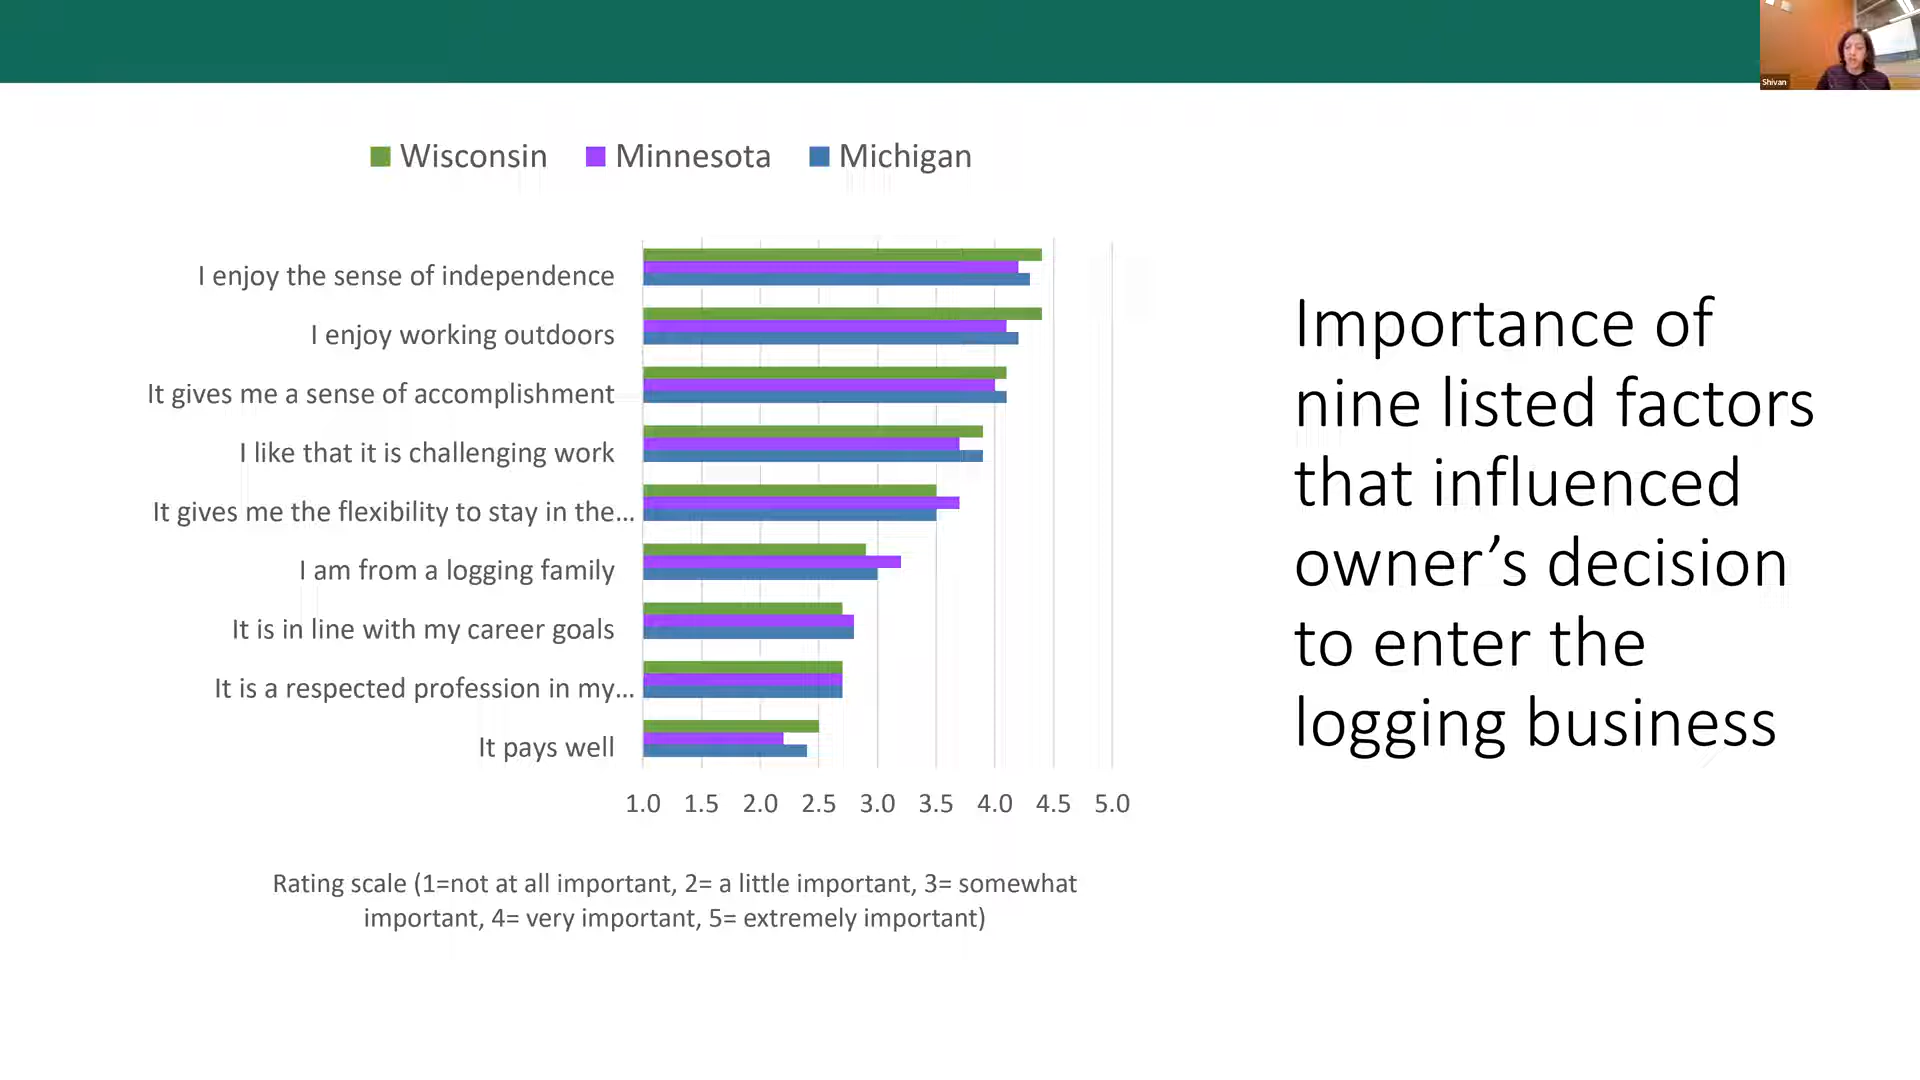 Shivan
Wisconsin Minnesota Michigan
I enjoy the sense of independence
I enjoy working outdoors
It gives me a sense of accomplishment
I like that it is challenging work
It gives me the flexibility to stay in the...
I am from a logging family
It is in line with my career goals
It is a respected profession in my...
It pays well
1.0 1.5 2.0 2.5 3.0 3.5 4.0 4.5 5.0
Rating scale (1=not at all important, 2= a little important, 3= somewhat
important, 4= very important, 5= extremely important)
Importance of
nine listed factors
that influenced
owner’s decision
to enter the
logging business